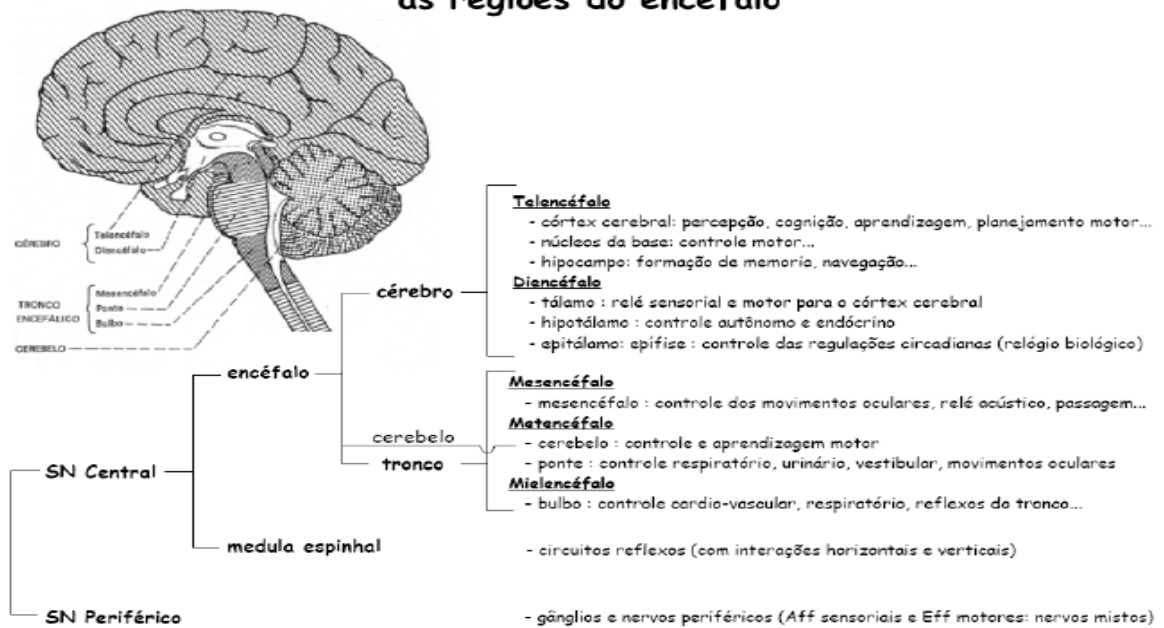 as regiões do encéfalo
CÉREBRO
Telencéfalo
Diencéfalo
TRONCO ENCEFÁLICO
Mesencéfalo
Ponte
Bulbo
CEREBELO
Telencéfalo
- córtex cerebral: percepção, cognição, aprendizagem, planejamento motor...
- núcleos da base: controle motor...
- hipocampo: formação de memoria, navegação...
cérebro
Diencéfalo
- tálamo : relé sensorial e motor para o córtex cerebral
- hipotálamo : controle autônomo e endócrino
- epitálamo: epífise : controle das regulações circadianas (relógio biológico)
encéfalo
Mesencéfalo
- mesencéfalo : controle dos movimentos oculares, relé acústico, passagem...
Metencéfalo
cerebelo
- cerebelo : controle e aprendizagem motor
tronco
- ponte : controle respiratório, urinário, vestibular, movimentos oculares
SN Central
Mielencéfalo
- bulbo : controle cardio-vascular, respiratório, reflexos do tronco...
medula espinhal
- circuitos reflexos (com interações horizontais e verticais)
SN Periférico
- gânglios e nervos periféricos (Aff sensoriais e Eff motores: nervos mistos)